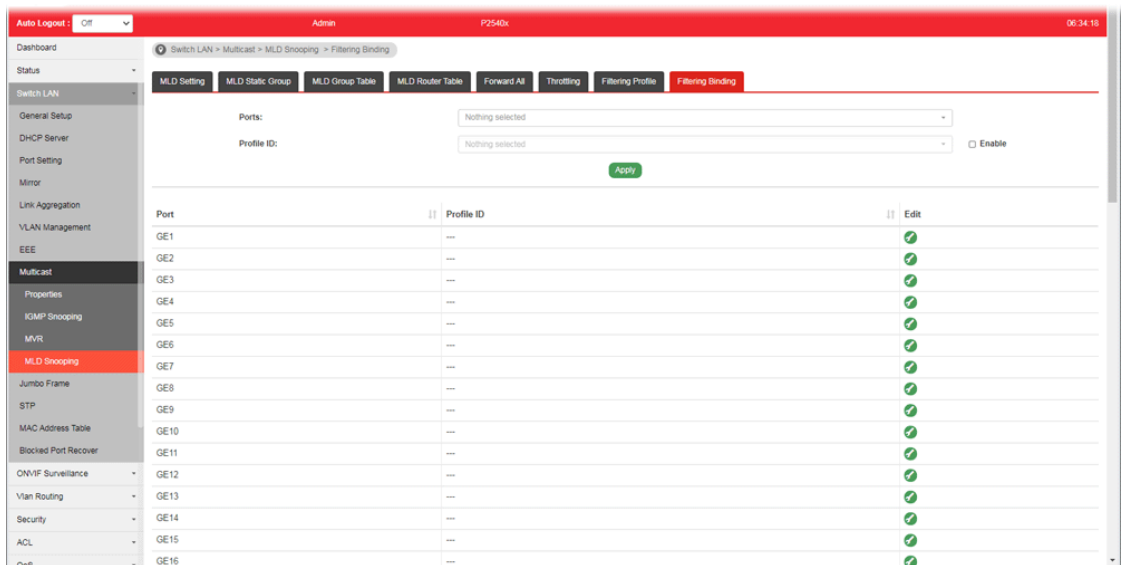 Auto Logout : Off Admin P2540x 06:34:18
Dashboard
Status
Switch LAN
General Setup
DHCP Server
Port Setting
Mirror
Link Aggregation
VLAN Management
EEE
Multicast
Properties
IGMP Snooping
MVR
MLD Snooping
Jumbo Frame
STP
MAC Address Table
Blocked Port Recover
ONVIF Surveillance
Vlan Routing
Security
ACL
QoS
Switch LAN > Multicast > MLD Snooping > Filtering Binding
MLD Setting MLD Static Group MLD Group Table MLD Router Table Forward All Throttling Filtering Profile Filtering Binding
Ports: Nothing selected
Profile ID: Nothing selected Enable
Apply
Port Profile ID Edit
GE1 ---
GE2 ---
GE3 ---
GE4 ---
GE5 ---
GE6 ---
GE7 ---
GE8 ---
GE9 ---
GE10 ---
GE11 ---
GE12 ---
GE13 ---
GE14 ---
GE15 ---
GE16 ---